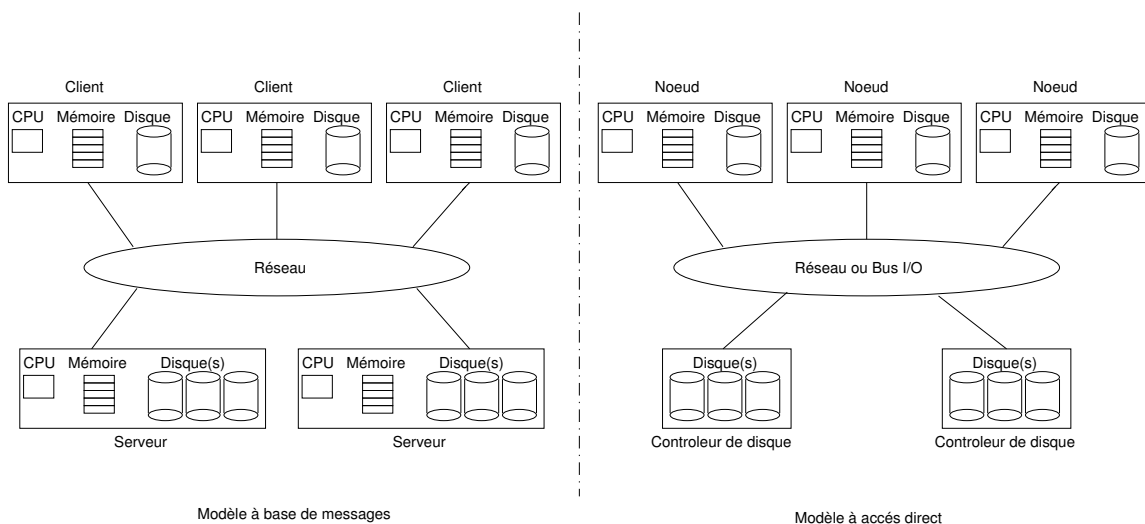 Client Client Client
CPU Mémoire Disque CPU Mémoire Disque CPU Mémoire Disque
Réseau
CPU Mémoire Disque(s) CPU Mémoire Disque(s)
Serveur Serveur
Modèle à base de messages
Noeud Noeud Noeud
CPU Mémoire Disque CPU Mémoire Disque CPU Mémoire Disque
Réseau ou Bus I/O
Disque(s) Disque(s)
Controleur de disque Controleur de disque
Modèle à accés direct